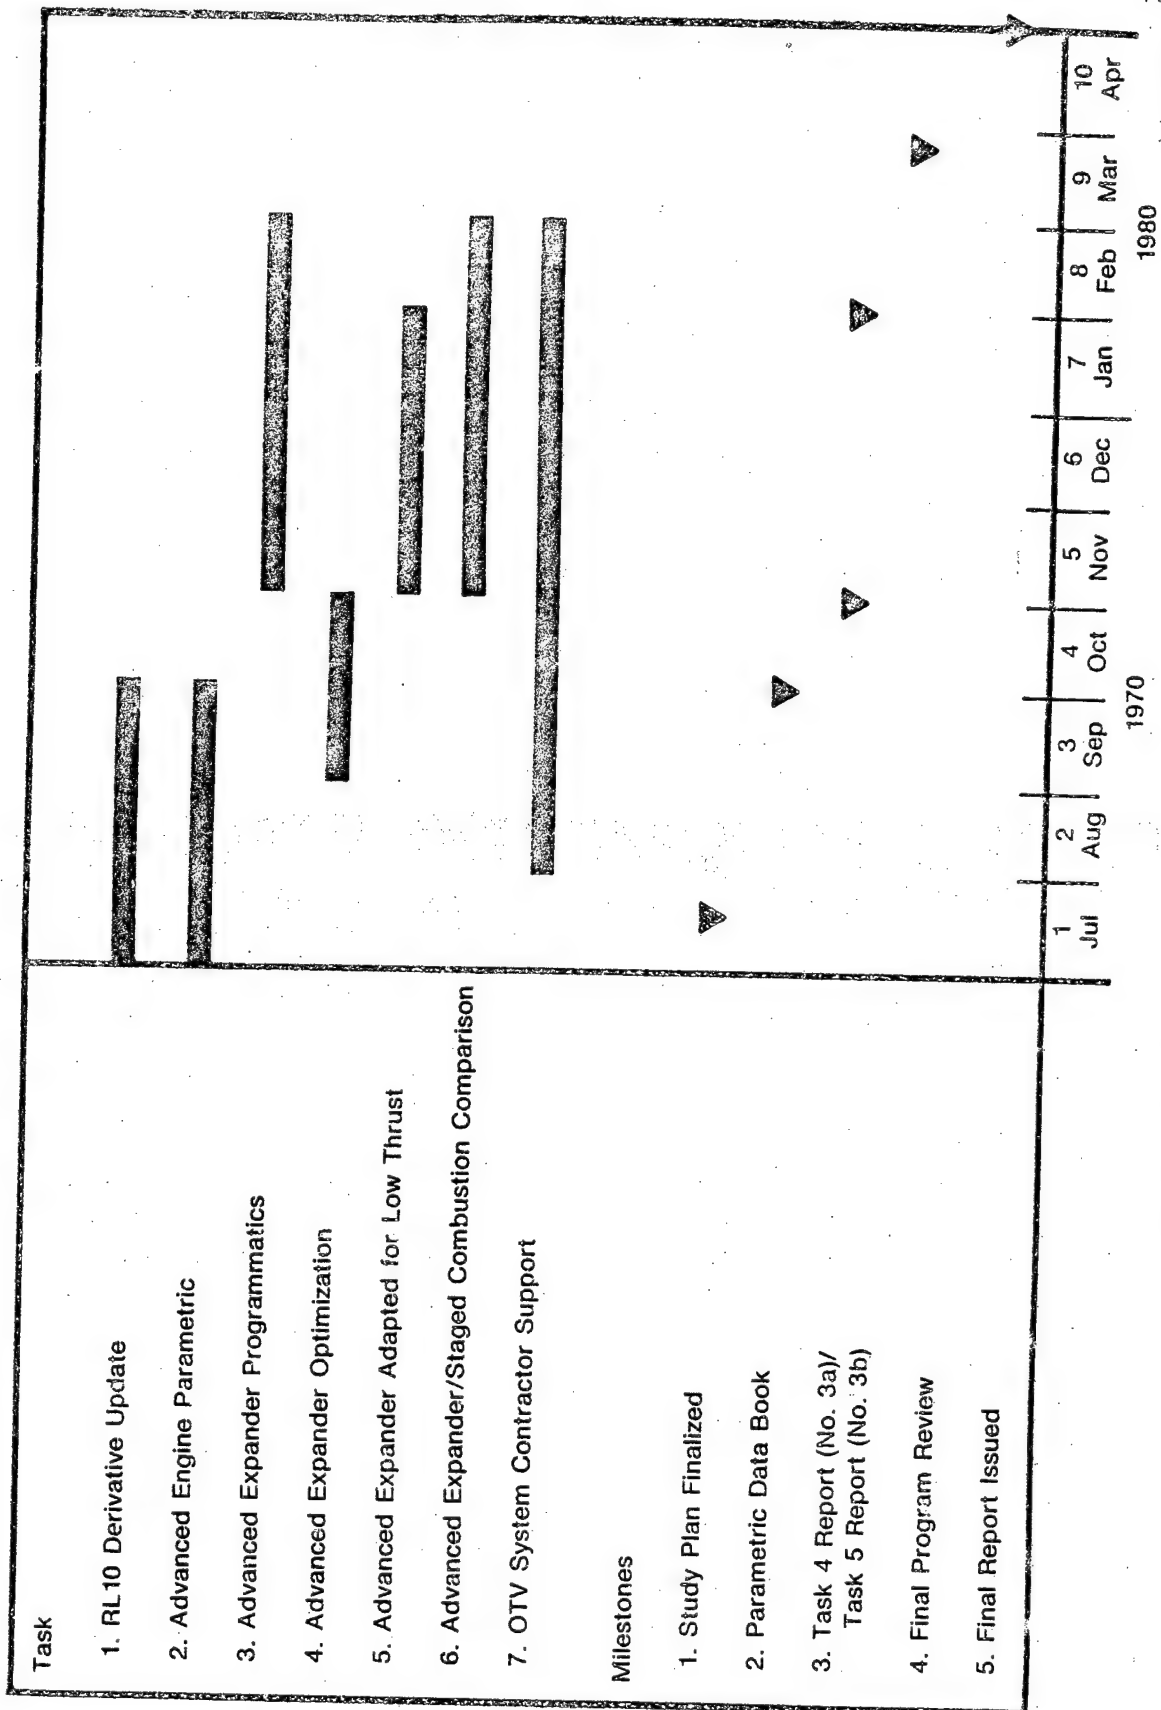 Task
1. RL10 Derivative Update
2. Advanced Engine Parametric
3. Advanced Expander Programmatics
4. Advanced Expander Optimization
5. Advanced Expander Adapted for Low Thrust
6. Advanced Expander/Staged Combustion Comparison
7. OTV System Contractor Support
Milestones
1. Study Plan Finalized
2. Parametric Data Book
3. Task 4 Report (No. 3a)/
Task 5 Report (No. 3b)
4. Final Program Review
5. Final Report Issued
1 2 3 4 5 6 7 8 9 10
Jul Aug Sep Oct Nov Dec Jan Feb Mar Apr
1970 1980